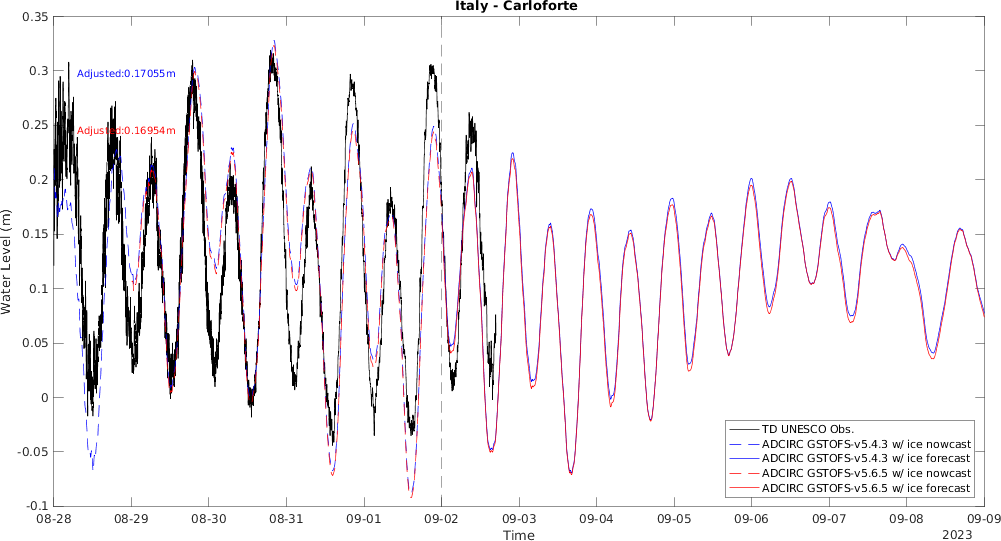 Italy - Carloforte
0.35
0.3
0.25
0.2
0.15
0.1
0.05
0
-0.05
-0.1
Water Level (m)
Adjusted:0.17055m
Adjusted:0.16954m
TD UNESCO Obs.
ADCIRC GSTOFS-v5.4.3 w/ ice nowcast
ADCIRC GSTOFS-v5.4.3 w/ ice forecast
ADCIRC GSTOFS-v5.6.5 w/ ice nowcast
ADCIRC GSTOFS-v5.6.5 w/ ice forecast
08-28 08-29 08-30 08-31 09-01 09-02 09-03 09-04 09-05 09-06 09-07 09-08 09-09
Time
2023